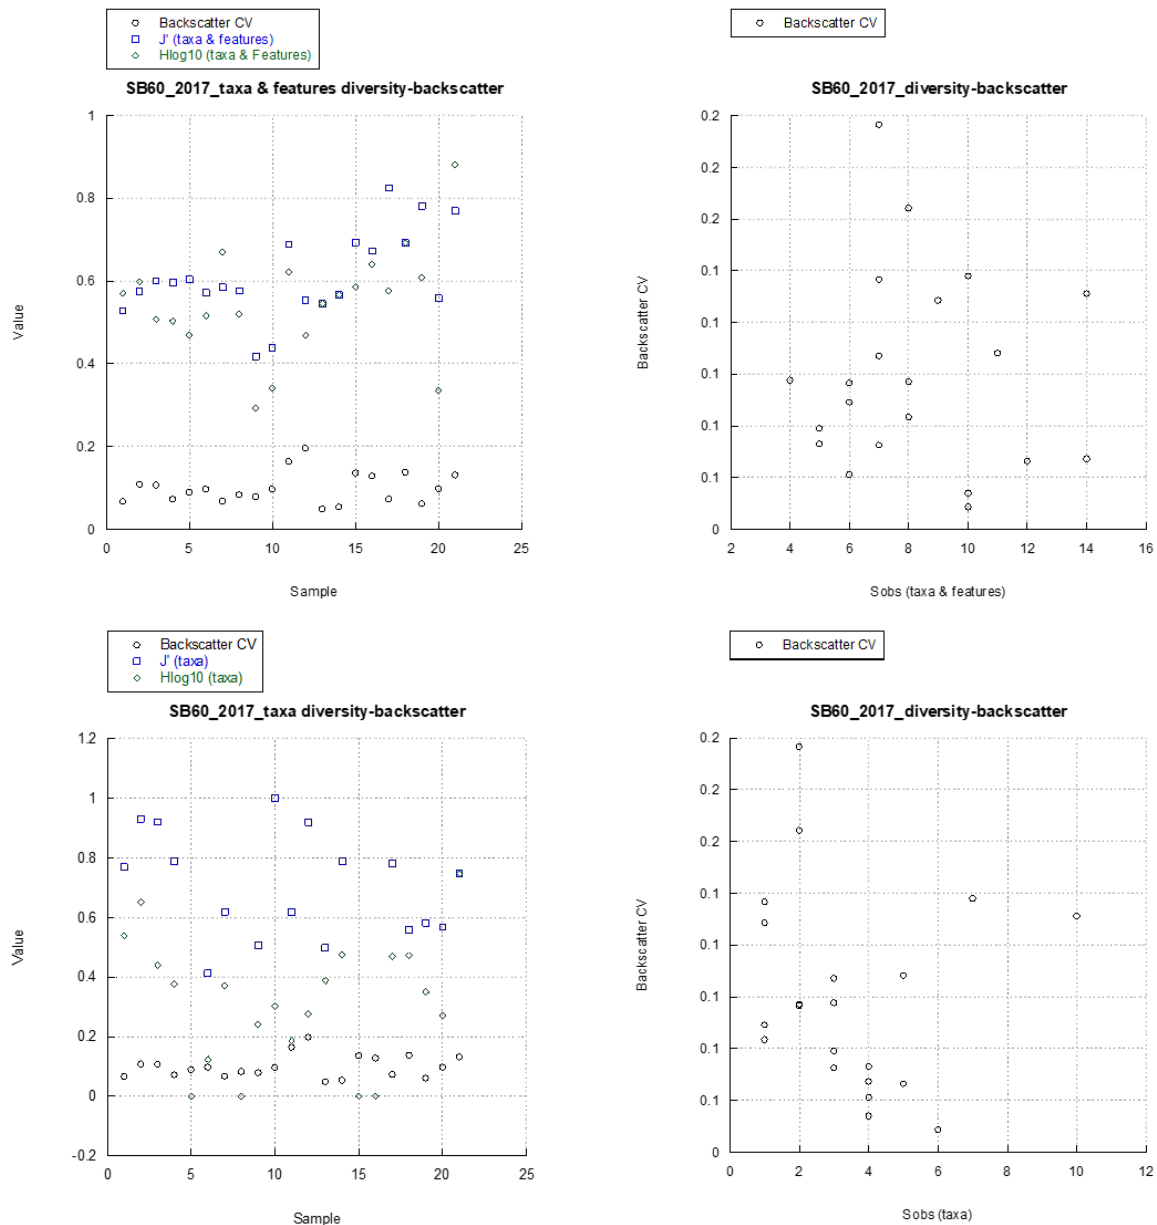 Backscatter CV
J' (taxa & features)
Hlog10 (taxa & Features)
SB60_2017_taxa & features diversity-backscatter
1
0.8
0.6
0.4
0.2
0
Value
0 5 10 15 20 25
Sample
Backscatter CV
SB60_2017_diversity-backscatter
0.2
0.2
0.2
0.1
0.1
0.1
0.1
0.1
0
Backscatter CV
2 4 6 8 10 12 14 16
Sobs (taxa & features)
Backscatter CV
J' (taxa)
Hlog10 (taxa)
SB60_2017_taxa diversity-backscatter
1.2
1
0.8
0.6
0.4
0.2
0
-0.2
Value
0 5 10 15 20 25
Sample
Backscatter CV
SB60_2017_diversity-backscatter
0.2
0.2
0.2
0.1
0.1
0.1
0.1
0.1
0
Backscatter CV
0 2 4 6 8 10 12
Sobs (taxa)